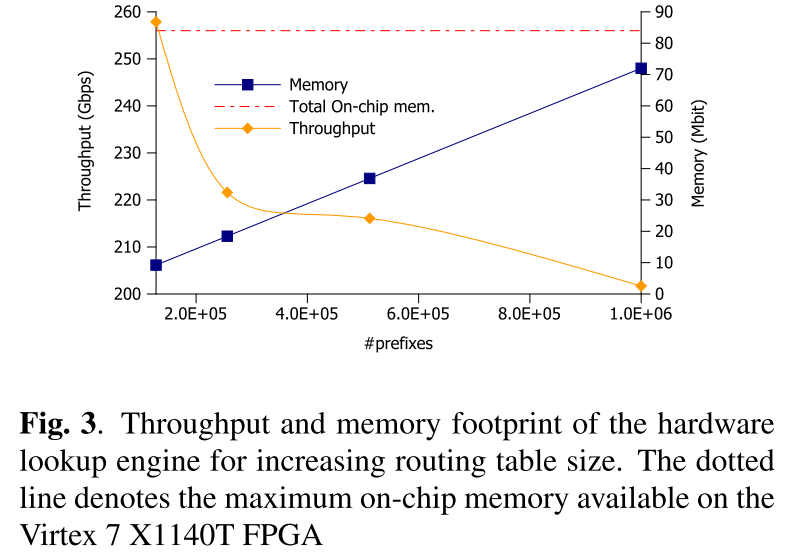 260
250
240
230
220
210
200
Throughput (Gbps)
90
80
70
60
50
40
30
20
10
0
Memory (Mbit)
Memory
Total On-chip mem.
Throughput
2.0E+05 4.0E+05 6.0E+05 8.0E+05 1.0E+06
#prefixes
Fig. 3. Throughput and memory footprint of the hardware
lookup engine for increasing routing table size. The dotted
line denotes the maximum on-chip memory available on the
Virtex 7 X1140T FPGA